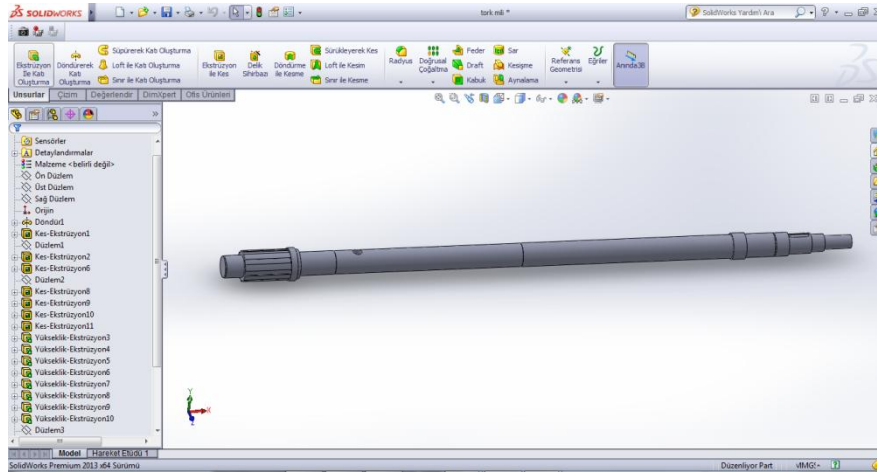 SOLIDWORKS
tork mili *
SolidWorks Yardım'ı Ara
Ekstrüzyon İle Katı Oluşturma
Döndürerek Katı Oluşturma
Süpürerek Katı Oluşturma
Loft ile Katı Oluşturma
Sınır ile Katı Oluşturma
Ekstrüzyon ile Kes
Delik Sihirbazı
Döndürme ile Kesme
Sürükleyerek Kes
Loft ile Kesim
Sınır ile Kesme
Radyus
Doğrusal Çoğaltma
Feder
Draft
Kabuk
Sar
Kesişme
Aynalama
Referans Geometrisi
Eğriler
Anında3B
Unsurlar
Çizim
Değerlendir
DimXpert
Ofis Ürünleri
Sensörler
Detaylandırmalar
Malzeme <belirli değil>
Ön Düzlem
Üst Düzlem
Sağ Düzlem
Orijin
Döndür1
Kes-Ekstrüzyon1
Düzlem1
Kes-Ekstrüzyon2
Kes-Ekstrüzyon6
Düzlem2
Kes-Ekstrüzyon8
Kes-Ekstrüzyon9
Kes-Ekstrüzyon10
Kes-Ekstrüzyon11
Yükseklik-Ekstrüzyon3
Yükseklik-Ekstrüzyon4
Yükseklik-Ekstrüzyon5
Yükseklik-Ekstrüzyon6
Yükseklik-Ekstrüzyon7
Yükseklik-Ekstrüzyon8
Yükseklik-Ekstrüzyon9
Yükseklik-Ekstrüzyon10
Düzlem3
Y
X
Z
Model
Hareket Etüdü 1
SolidWorks Premium 2013 x64 Sürümü
Düzenliyor Part